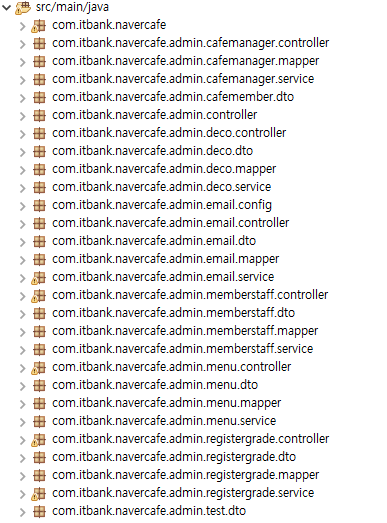 src/main/java
com.itbank.navercafe
com.itbank.navercafe.admin.cafemanager.controller
com.itbank.navercafe.admin.cafemanager.mapper
com.itbank.navercafe.admin.cafemanager.service
com.itbank.navercafe.admin.cafemember.dto
com.itbank.navercafe.admin.controller
com.itbank.navercafe.admin.deco.controller
com.itbank.navercafe.admin.deco.dto
com.itbank.navercafe.admin.deco.mapper
com.itbank.navercafe.admin.deco.service
com.itbank.navercafe.admin.email.config
com.itbank.navercafe.admin.email.controller
com.itbank.navercafe.admin.email.dto
com.itbank.navercafe.admin.email.mapper
com.itbank.navercafe.admin.email.service
com.itbank.navercafe.admin.memberstaff.controller
com.itbank.navercafe.admin.memberstaff.dto
com.itbank.navercafe.admin.memberstaff.mapper
com.itbank.navercafe.admin.memberstaff.service
com.itbank.navercafe.admin.menu.controller
com.itbank.navercafe.admin.menu.dto
com.itbank.navercafe.admin.menu.mapper
com.itbank.navercafe.admin.menu.service
com.itbank.navercafe.admin.registergrade.controller
com.itbank.navercafe.admin.registergrade.dto
com.itbank.navercafe.admin.registergrade.mapper
com.itbank.navercafe.admin.registergrade.service
com.itbank.navercafe.admin.test.dto